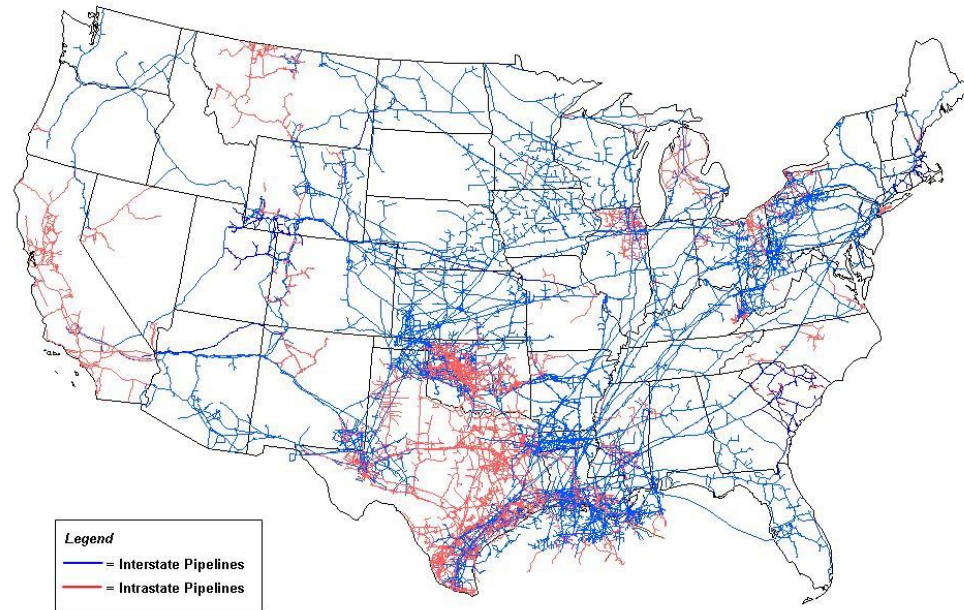 Legend
= Interstate Pipelines
= Intrastate Pipelines